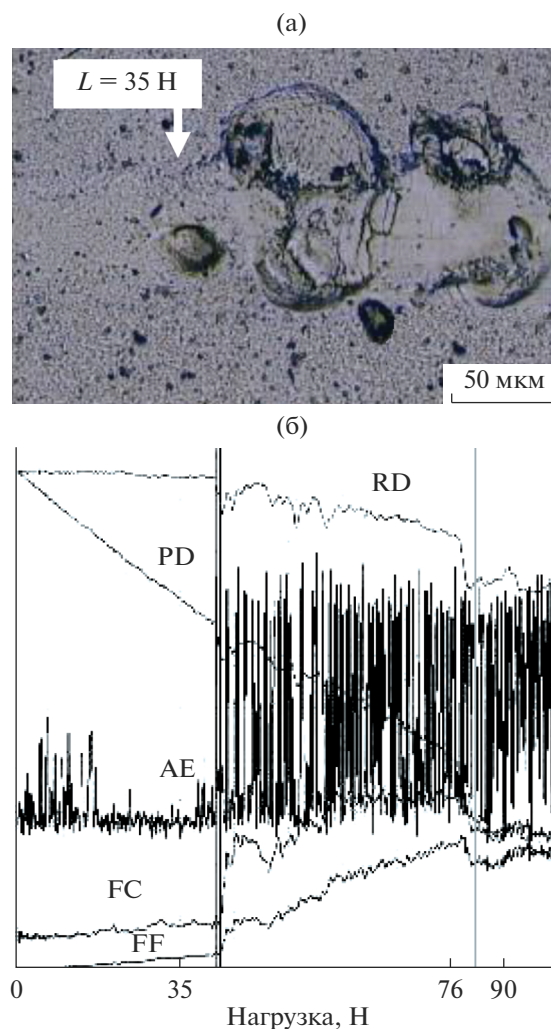 (а)
L = 35 Н
50 мкм
(б)
RD
PD
AE
FC
FF
0 35 76 90
Нагрузка, Н